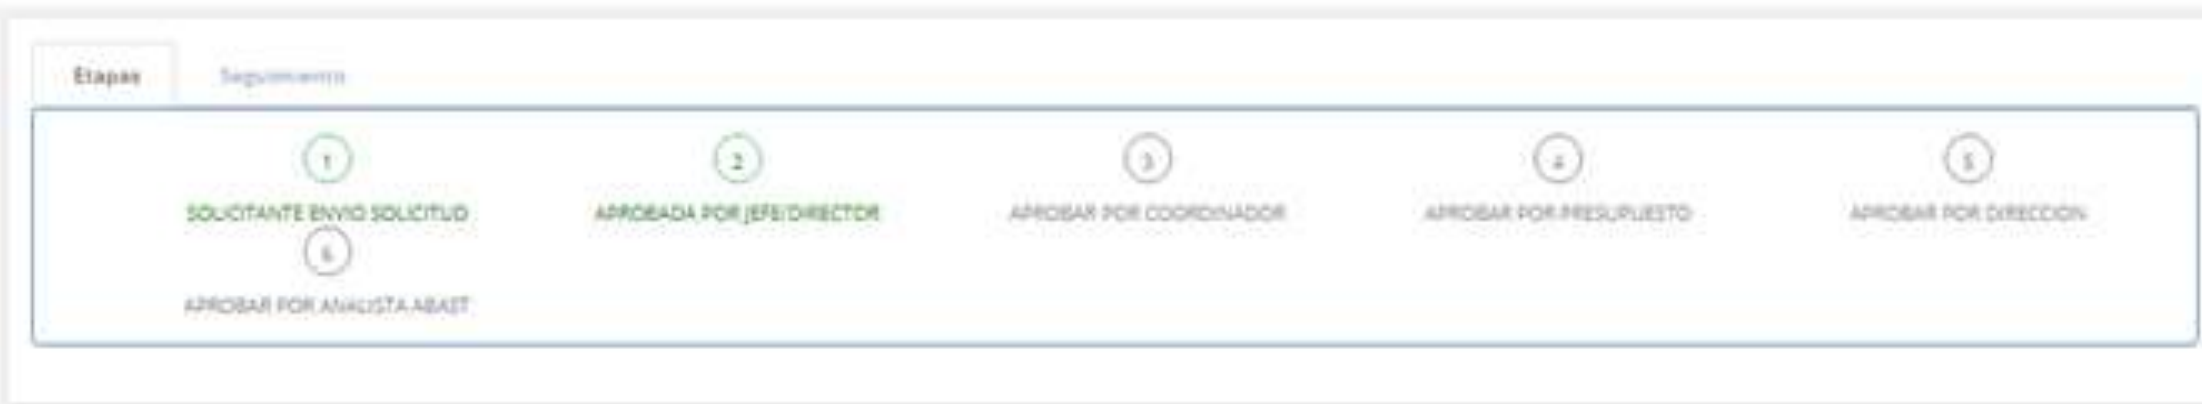 Etapas Seguimiento
1 2 3 4 5
SOLICITANTE ENVIO SOLICITUD APROBADA POR JEFE/DIRECTOR APROBAR POR COORDINADOR APROBAR POR PRESUPUESTO APROBAR POR DIRECCION
6
APROBAR POR ANALISTA ABAST